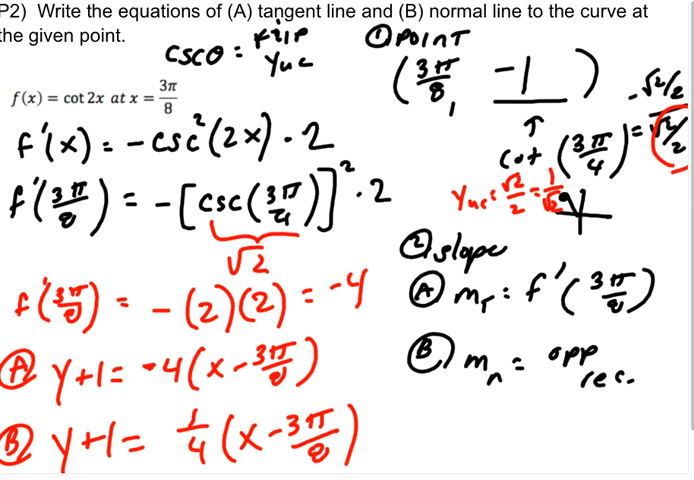 P2) Write the equations of (A) tangent line and (B) normal line to the curve at
the given point.
cscθ = flip
Yuc
① POINT
(3π/8, -1)
f(x) = cot 2x at x = 3π/8
cot (3π/4) = -√2/2 / √2/2
f'(x) = -csc²(2x) · 2
f'(3π/8) = -[csc(3π/4)]² · 2
√2
Yuc: √2/2 = 1/√2
② slope
Ⓐ m_T = f'(3π/8)
f'(3π/8) = -(2)(2) = -4
Ⓑ m_n = opp
rec.
Ⓐ y+1 = -4(x - 3π/8)
Ⓑ y+1 = 1/4 (x - 3π/8)